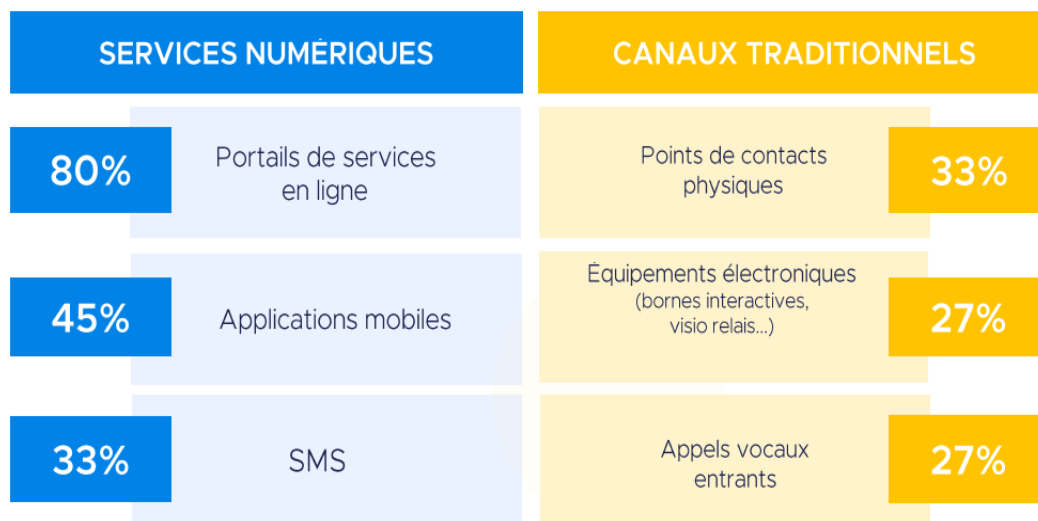 SERVICES NUMÉRIQUES
CANAUX TRADITIONNELS
80%
Portails de services
en ligne
Points de contacts
physiques
33%
45%
Applications mobiles
Équipements électroniques
(bornes interactives,
visio relais...)
27%
33%
SMS
Appels vocaux
entrants
27%